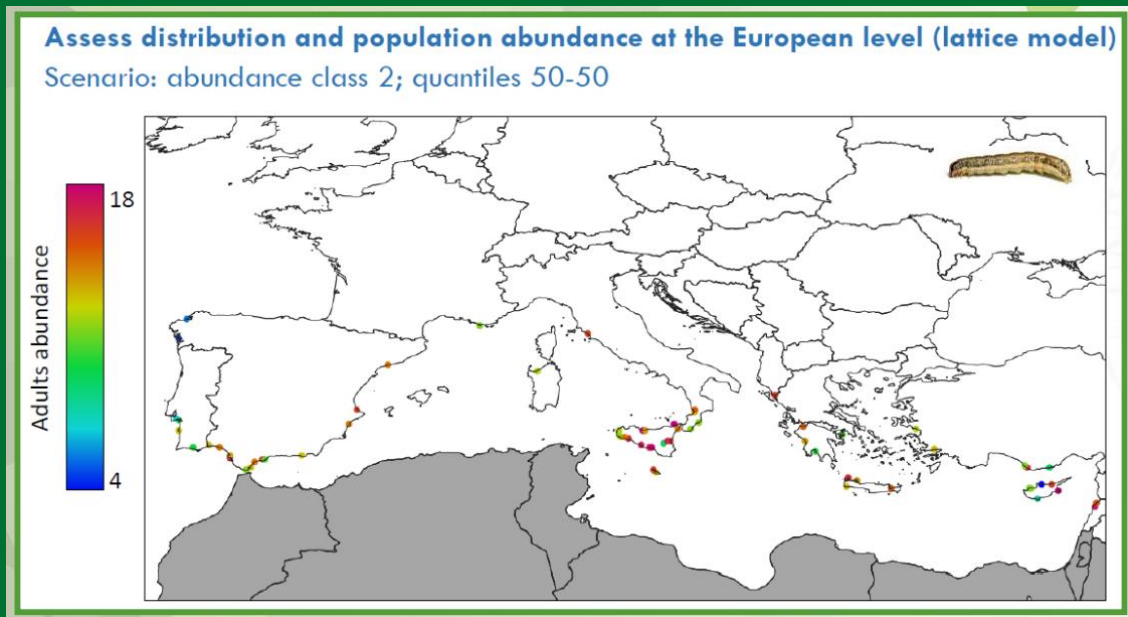 Assess distribution and population abundance at the European level (lattice model)
Scenario: abundance class 2; quantiles 50-50
18
Adults abundance
4